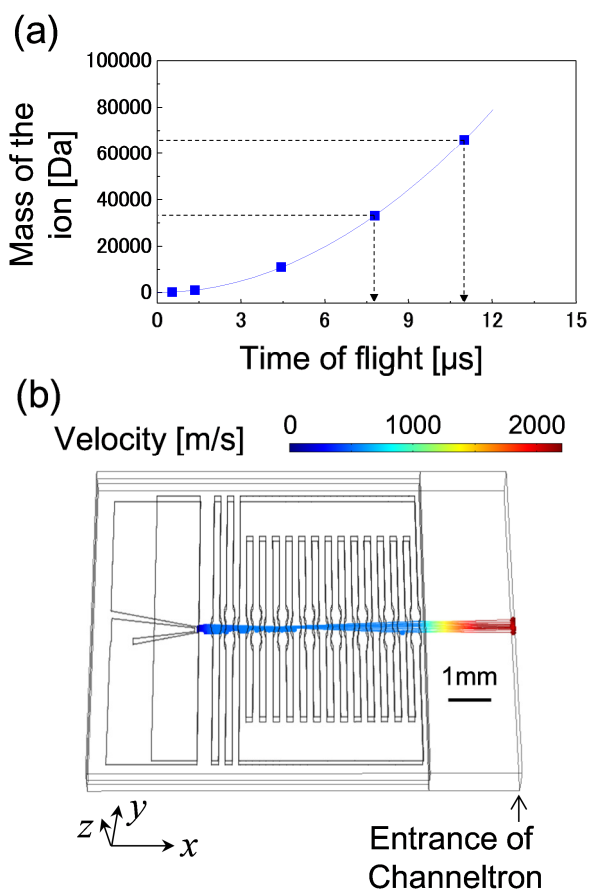 (a)
Mass of the
ion [Da]
100000
80000
60000
40000
20000
0
0 3 6 9 12 15
Time of flight [μs]
(b)
Velocity [m/s]
0 1000 2000
1mm
z y x
Entrance of
Channeltron